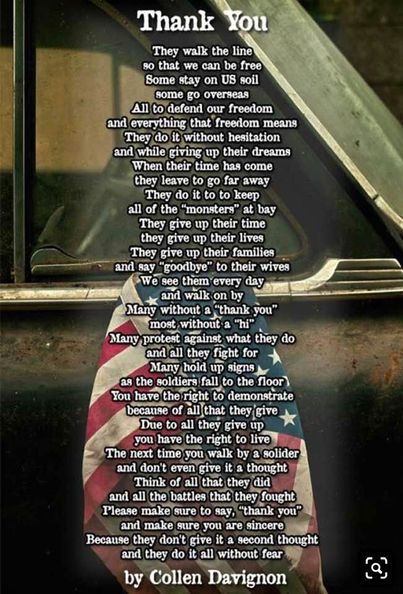 Thank You
They walk the line
so that we can be free
Some stay on US soil
some go overseas
All to defend our freedom
and everything that freedom means
They do it without hesitation
and while giving up their dreams
When their time has come
they leave to go far away
They do it to to keep
all of the "monsters" at bay
They give up their time
they give up their lives
They give up their families
and say "goodbye" to their wives
We see them every day
and walk on by
Many without a "thank you"
most without a "hi"
Many protest against what they do
and all they fight for
Many hold up signs
as the soldiers fall to the floor
You have the right to demonstrate
because of all that they give
Due to all they give up
you have the right to live
The next time you walk by a solider
and don't even give it a thought
Think of all that they did
and all the battles that they fought
Please make sure to say, "thank you"
and make sure you are sincere
Because they don't give it a second thought
and they do it all without fear
by Collen Davignon